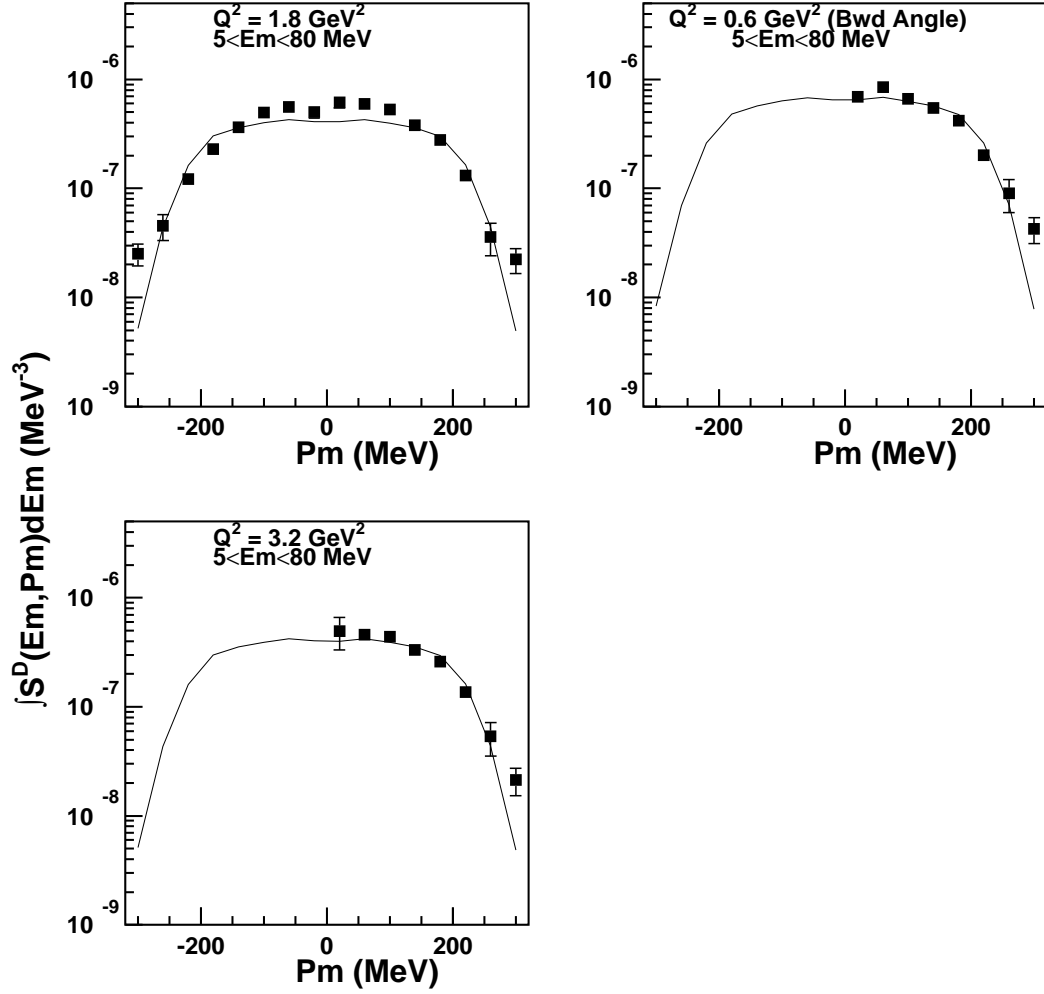 Q² = 1.8 GeV²
5<Em<80 MeV
10⁻⁶
10⁻⁷
10⁻⁸
10⁻⁹
-200 0 200
Pm (MeV)
Q² = 0.6 GeV² (Bwd Angle)
5<Em<80 MeV
10⁻⁶
10⁻⁷
10⁻⁸
10⁻⁹
-200 0 200
Pm (MeV)
∫Sᴰ(Em,Pm)dEm (MeV⁻³)
Q² = 3.2 GeV²
5<Em<80 MeV
10⁻⁶
10⁻⁷
10⁻⁸
10⁻⁹
-200 0 200
Pm (MeV)